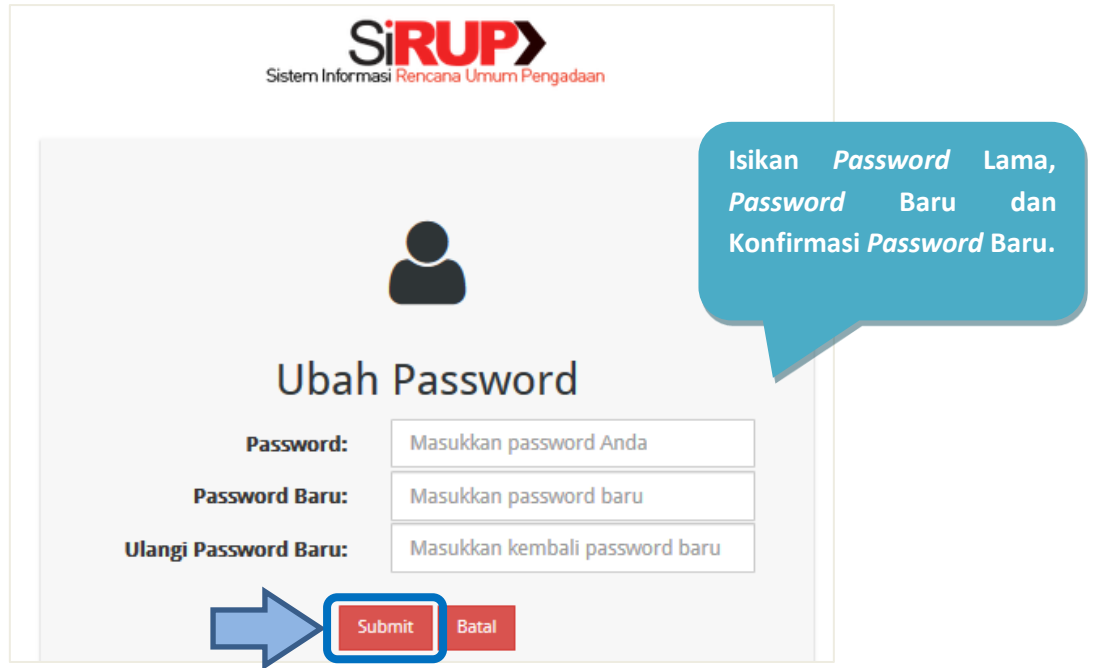 SiRUP
Sistem Informasi Rencana Umum Pengadaan
Isikan Password Lama,
Password Baru dan
Konfirmasi Password Baru.
Ubah Password
Password: Masukkan password Anda
Password Baru: Masukkan password baru
Ulangi Password Baru: Masukkan kembali password baru
Submit Batal